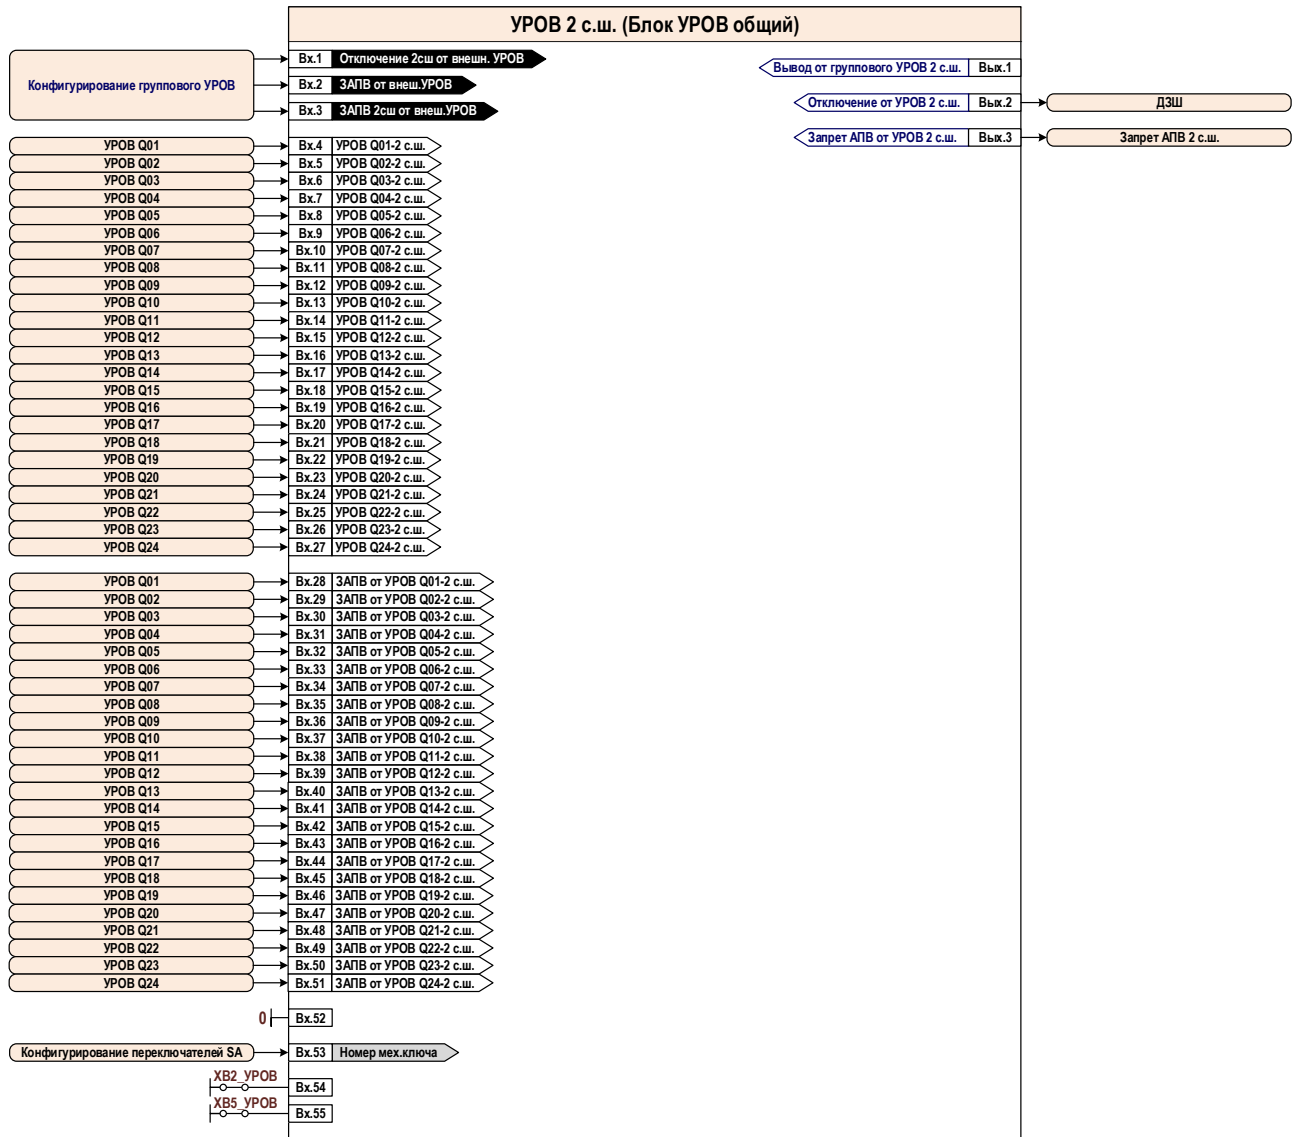 УРОВ 2 с.ш. (Блок УРОВ общий)
Конфигурирование группового УРОВ
Вх.1 Отключение 2сш от внешн. УРОВ
Вх.2 ЗАПВ от внеш.УРОВ
Вх.3 ЗАПВ 2сш от внеш.УРОВ
Вывод от группового УРОВ 2 с.ш. Вых.1
Отключение от УРОВ 2 с.ш. Вых.2 ДЗШ
Запрет АПВ от УРОВ 2 с.ш. Вых.3 Запрет АПВ 2 с.ш.
УРОВ Q01 Вх.4 УРОВ Q01-2 с.ш.
УРОВ Q02 Вх.5 УРОВ Q02-2 с.ш.
УРОВ Q03 Вх.6 УРОВ Q03-2 с.ш.
УРОВ Q04 Вх.7 УРОВ Q04-2 с.ш.
УРОВ Q05 Вх.8 УРОВ Q05-2 с.ш.
УРОВ Q06 Вх.9 УРОВ Q06-2 с.ш.
УРОВ Q07 Вх.10 УРОВ Q07-2 с.ш.
УРОВ Q08 Вх.11 УРОВ Q08-2 с.ш.
УРОВ Q09 Вх.12 УРОВ Q09-2 с.ш.
УРОВ Q10 Вх.13 УРОВ Q10-2 с.ш.
УРОВ Q11 Вх.14 УРОВ Q11-2 с.ш.
УРОВ Q12 Вх.15 УРОВ Q12-2 с.ш.
УРОВ Q13 Вх.16 УРОВ Q13-2 с.ш.
УРОВ Q14 Вх.17 УРОВ Q14-2 с.ш.
УРОВ Q15 Вх.18 УРОВ Q15-2 с.ш.
УРОВ Q16 Вх.19 УРОВ Q16-2 с.ш.
УРОВ Q17 Вх.20 УРОВ Q17-2 с.ш.
УРОВ Q18 Вх.21 УРОВ Q18-2 с.ш.
УРОВ Q19 Вх.22 УРОВ Q19-2 с.ш.
УРОВ Q20 Вх.23 УРОВ Q20-2 с.ш.
УРОВ Q21 Вх.24 УРОВ Q21-2 с.ш.
УРОВ Q22 Вх.25 УРОВ Q22-2 с.ш.
УРОВ Q23 Вх.26 УРОВ Q23-2 с.ш.
УРОВ Q24 Вх.27 УРОВ Q24-2 с.ш.
УРОВ Q01 Вх.28 ЗАПВ от УРОВ Q01-2 с.ш.
УРОВ Q02 Вх.29 ЗАПВ от УРОВ Q02-2 с.ш.
УРОВ Q03 Вх.30 ЗАПВ от УРОВ Q03-2 с.ш.
УРОВ Q04 Вх.31 ЗАПВ от УРОВ Q04-2 с.ш.
УРОВ Q05 Вх.32 ЗАПВ от УРОВ Q05-2 с.ш.
УРОВ Q06 Вх.33 ЗАПВ от УРОВ Q06-2 с.ш.
УРОВ Q07 Вх.34 ЗАПВ от УРОВ Q07-2 с.ш.
УРОВ Q08 Вх.35 ЗАПВ от УРОВ Q08-2 с.ш.
УРОВ Q09 Вх.36 ЗАПВ от УРОВ Q09-2 с.ш.
УРОВ Q10 Вх.37 ЗАПВ от УРОВ Q10-2 с.ш.
УРОВ Q11 Вх.38 ЗАПВ от УРОВ Q11-2 с.ш.
УРОВ Q12 Вх.39 ЗАПВ от УРОВ Q12-2 с.ш.
УРОВ Q13 Вх.40 ЗАПВ от УРОВ Q13-2 с.ш.
УРОВ Q14 Вх.41 ЗАПВ от УРОВ Q14-2 с.ш.
УРОВ Q15 Вх.42 ЗАПВ от УРОВ Q15-2 с.ш.
УРОВ Q16 Вх.43 ЗАПВ от УРОВ Q16-2 с.ш.
УРОВ Q17 Вх.44 ЗАПВ от УРОВ Q17-2 с.ш.
УРОВ Q18 Вх.45 ЗАПВ от УРОВ Q18-2 с.ш.
УРОВ Q19 Вх.46 ЗАПВ от УРОВ Q19-2 с.ш.
УРОВ Q20 Вх.47 ЗАПВ от УРОВ Q20-2 с.ш.
УРОВ Q21 Вх.48 ЗАПВ от УРОВ Q21-2 с.ш.
УРОВ Q22 Вх.49 ЗАПВ от УРОВ Q22-2 с.ш.
УРОВ Q23 Вх.50 ЗАПВ от УРОВ Q23-2 с.ш.
УРОВ Q24 Вх.51 ЗАПВ от УРОВ Q24-2 с.ш.
0 Вх.52
Конфигурирование переключателей SA Вх.53 Номер мех.ключа
XB2_УРОВ Вх.54
XB5_УРОВ Вх.55